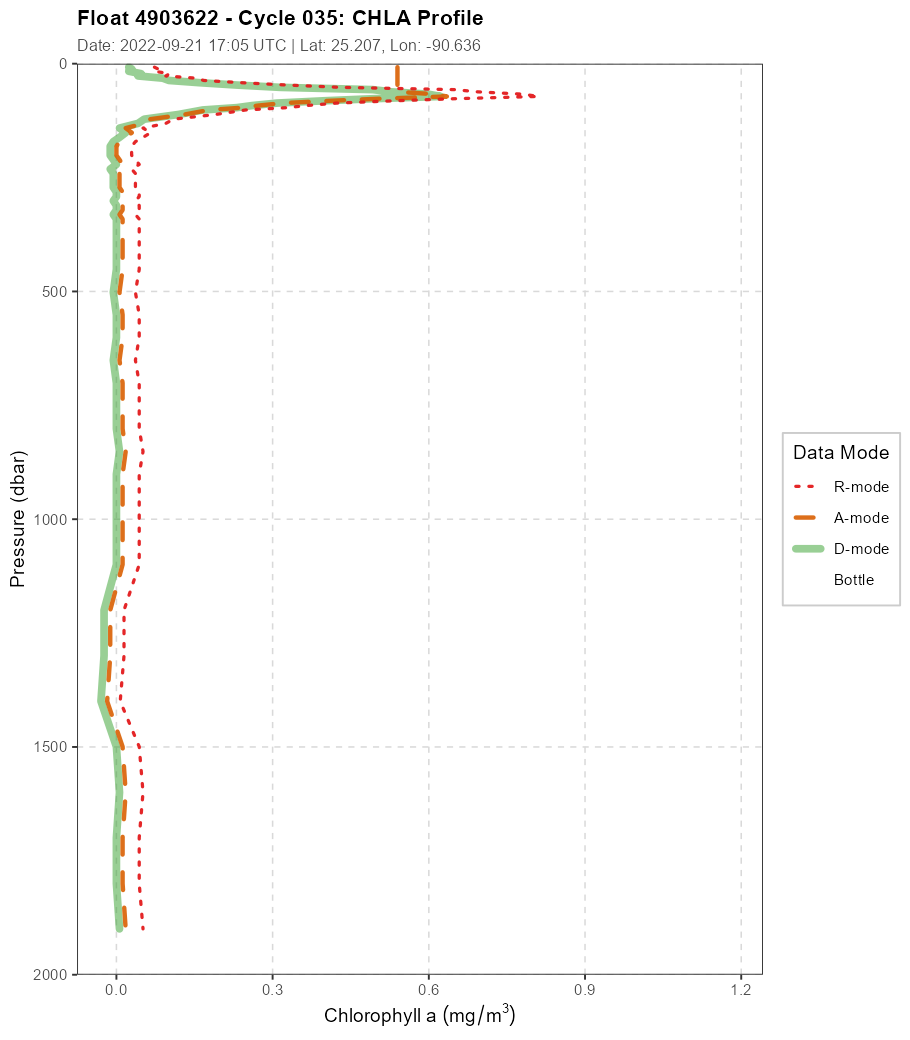 Float 4903622 - Cycle 035: CHLA Profile
Date: 2022-09-21 17:05 UTC | Lat: 25.207, Lon: -90.636
0
500
1000
1500
2000
Pressure (dbar)
0.0 0.3 0.6 0.9 1.2
Chlorophyll a (mg/m³)
Data Mode
R-mode
A-mode
D-mode
Bottle